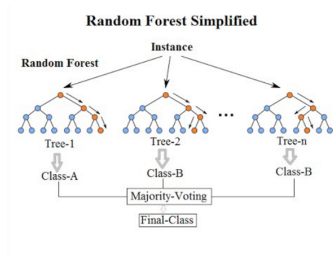 Random Forest Simplified
Instance
Random Forest
...
Tree-1 Tree-2 Tree-n
Class-A Class-B Class-B
Majority-Voting
Final-Class